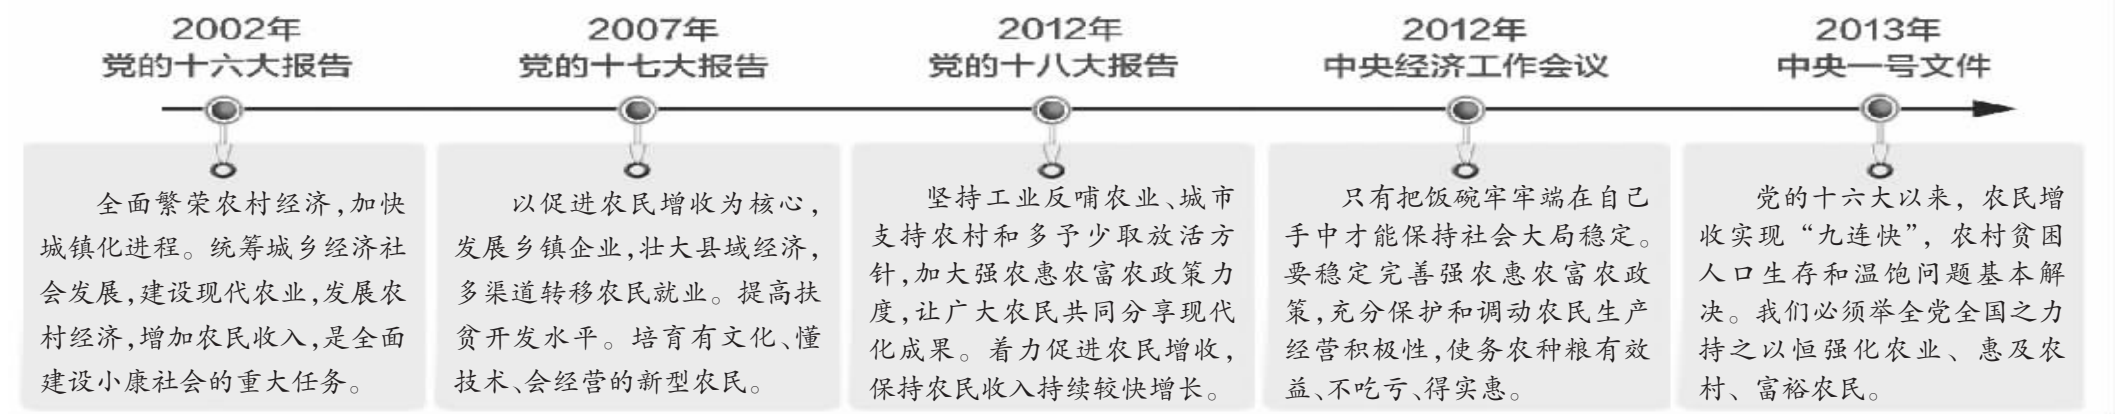 2002年
党的十六大报告
全面繁荣农村经济,加快
城镇化进程。统筹城乡经济社
会发展,建设现代农业,发展农
村经济,增加农民收入,是全面
建设小康社会的重大任务。
2007年
党的十七大报告
以促进农民增收为核心,
发展乡镇企业,壮大县域经济,
多渠道转移农民就业。提高扶
贫开发水平。培育有文化、懂
技术、会经营的新型农民。
2012年
党的十八大报告
坚持工业反哺农业、城市
支持农村和多予少取放活方
针,加大强农惠农富农政策力
度,让广大农民共同分享现代
化成果。着力促进农民增收,
保持农民收入持续较快增长。
2012年
中央经济工作会议
只有把饭碗牢牢端在自己
手中才能保持社会大局稳定。
要稳定完善强农惠农富农政
策,充分保护和调动农民生产
经营积极性,使务农种粮有效
益、不吃亏、得实惠。
2013年
中央一号文件
党的十六大以来，农民增
收实现“九连快”，农村贫困
人口生存和温饱问题基本解
决。我们必须举全党全国之力
持之以恒强化农业、惠及农
村、富裕农民。